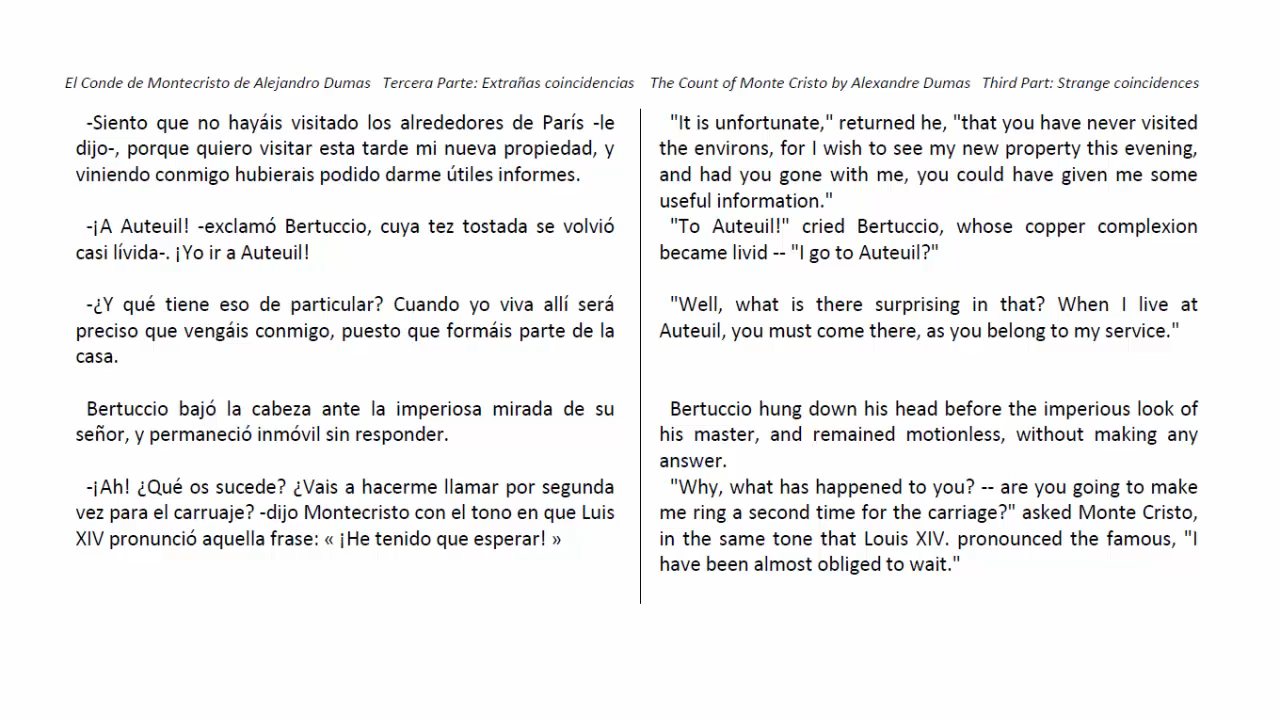 El Conde de Montecristo de Alejandro Dumas Tercera Parte: Extrañas coincidencias
-Siento que no hayáis visitado los alrededores de París -le
dijo-, porque quiero visitar esta tarde mi nueva propiedad, y
viniendo conmigo hubierais podido darme útiles informes.
-¡A Auteuil! -exclamó Bertuccio, cuya tez tostada se volvió
casi lívida-. ¡Yo ir a Auteuil!
-¿Y qué tiene eso de particular? Cuando yo viva allí será
preciso que vengáis conmigo, puesto que formáis parte de la
casa.
Bertuccio bajó la cabeza ante la imperiosa mirada de su
señor, y permaneció inmóvil sin responder.
-¡Ah! ¿Qué os sucede? ¿Vais a hacerme llamar por segunda
vez para el carruaje? -dijo Montecristo con el tono en que Luis
XIV pronunció aquella frase: « ¡He tenido que esperar! »
The Count of Monte Cristo by Alexandre Dumas Third Part: Strange coincidences
"It is unfortunate," returned he, "that you have never visited
the environs, for I wish to see my new property this evening,
and had you gone with me, you could have given me some
useful information."
"To Auteuil!" cried Bertuccio, whose copper complexion
became livid -- "I go to Auteuil?"
"Well, what is there surprising in that? When I live at
Auteuil, you must come there, as you belong to my service."
Bertuccio hung down his head before the imperious look of
his master, and remained motionless, without making any
answer.
"Why, what has happened to you? -- are you going to make
me ring a second time for the carriage?" asked Monte Cristo,
in the same tone that Louis XIV. pronounced the famous, "I
have been almost obliged to wait."